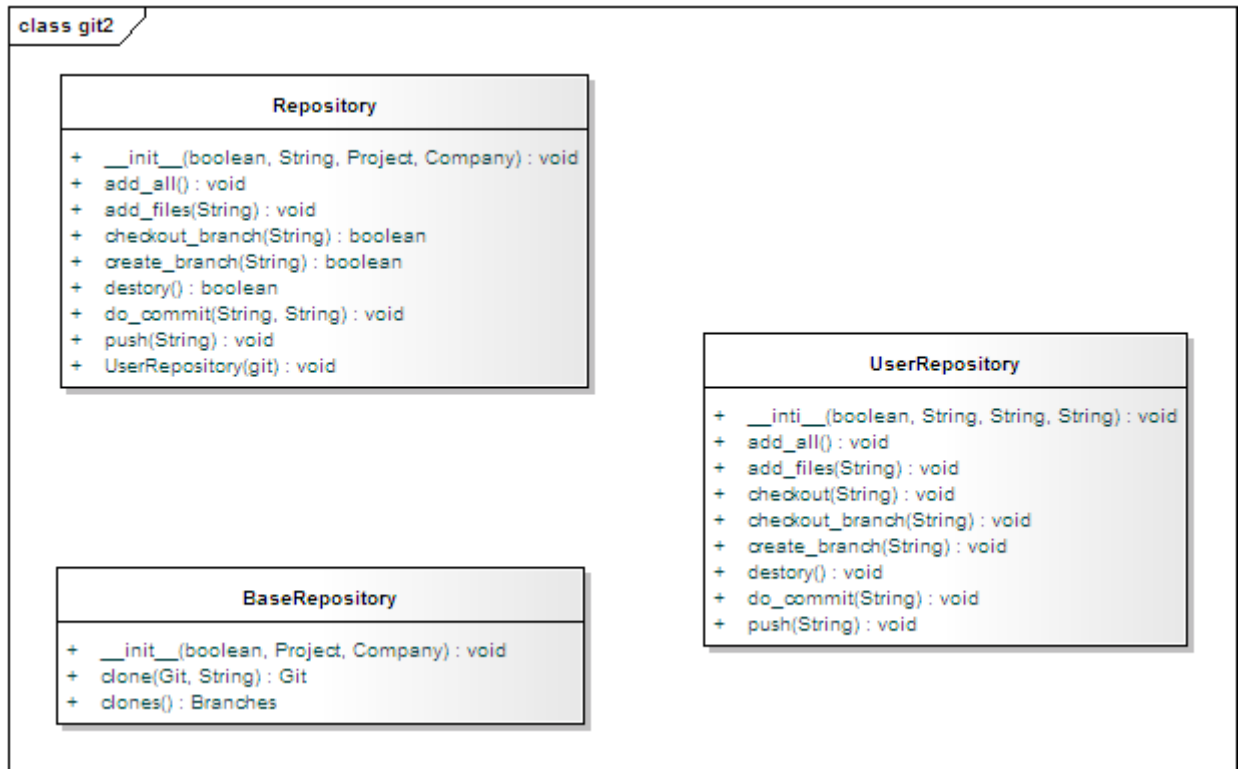 class git2
Repository
+ __init__(boolean, String, Project, Company) : void
+ add_all() : void
+ add_files(String) : void
+ checkout_branch(String) : boolean
+ create_branch(String) : boolean
+ destory() : boolean
+ do_commit(String, String) : void
+ push(String) : void
+ UserRepository(git) : void
UserRepository
+ __inti__(boolean, String, String, String) : void
+ add_all() : void
+ add_files(String) : void
+ checkout(String) : void
+ checkout_branch(String) : void
+ create_branch(String) : void
+ destory() : void
+ do_commit(String) : void
+ push(String) : void
BaseRepository
+ __init__(boolean, Project, Company) : void
+ clone(Git, String) : Git
+ clones() : Branches